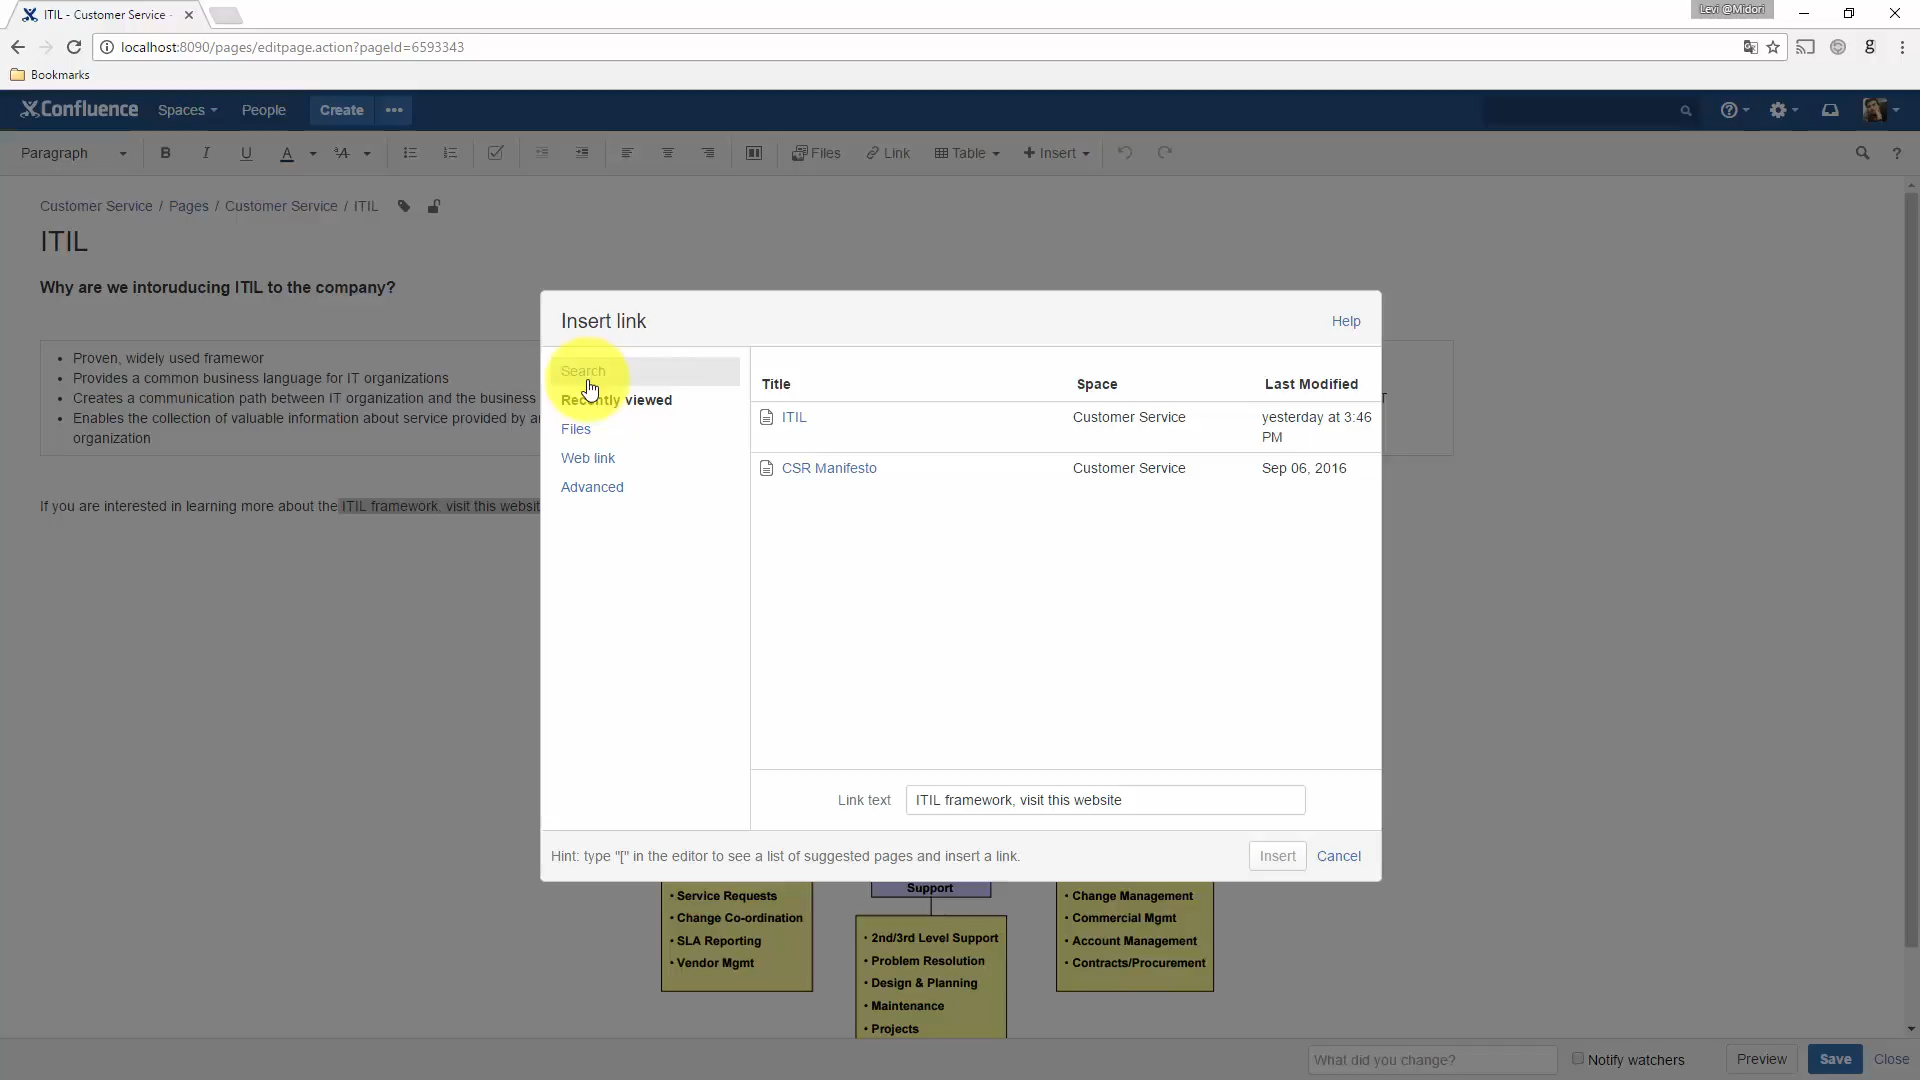 ITIL - Customer Service -
Levi @Midori
localhost:8090/pages/editpage.action?pageId=6593343
Bookmarks
Confluence Spaces People Create
Paragraph B I U A Files Link Table Insert ?
Customer Service / Pages / Customer Service / ITIL
ITIL
Why are we intoruducing ITIL to the company?
• Proven, widely used framewor
• Provides a common business language for IT organizations
• Creates a communication path between IT organization and the business
• Enables the collection of valuable information about service provided by
organization
If you are interested in learning more about the ITIL framework, visit this
Insert link
Help
Search
Recently viewed
Files
Web link
Advanced
Title Space Last Modified
ITIL Customer Service yesterday at 3:46
PM
CSR Manifesto Customer Service Sep 06, 2016
Link text ITIL framework, visit this website
Hint: type "[" in the editor to see a list of suggested pages and insert a link.
Insert Cancel
• Service Requests
• Change Co-ordination
• SLA Reporting
• Vendor Mgmt
Support
• 2nd/3rd Level Support
• Problem Resolution
• Design & Planning
• Maintenance
• Projects
• Change Management
• Commercial Mgmt
• Account Management
• Contracts/Procurement
What did you change? Notify watchers Preview Save Close